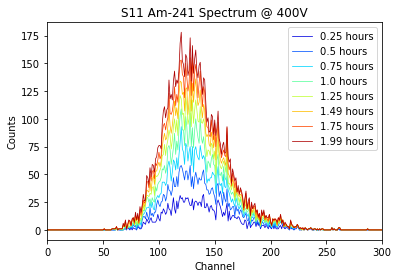 S11 Am-241 Spectrum @ 400V
0.25 hours
0.5 hours
0.75 hours
1.0 hours
1.25 hours
1.49 hours
1.75 hours
1.99 hours
175
150
125
100
75
50
25
0
Counts
0 50 100 150 200 250 300
Channel